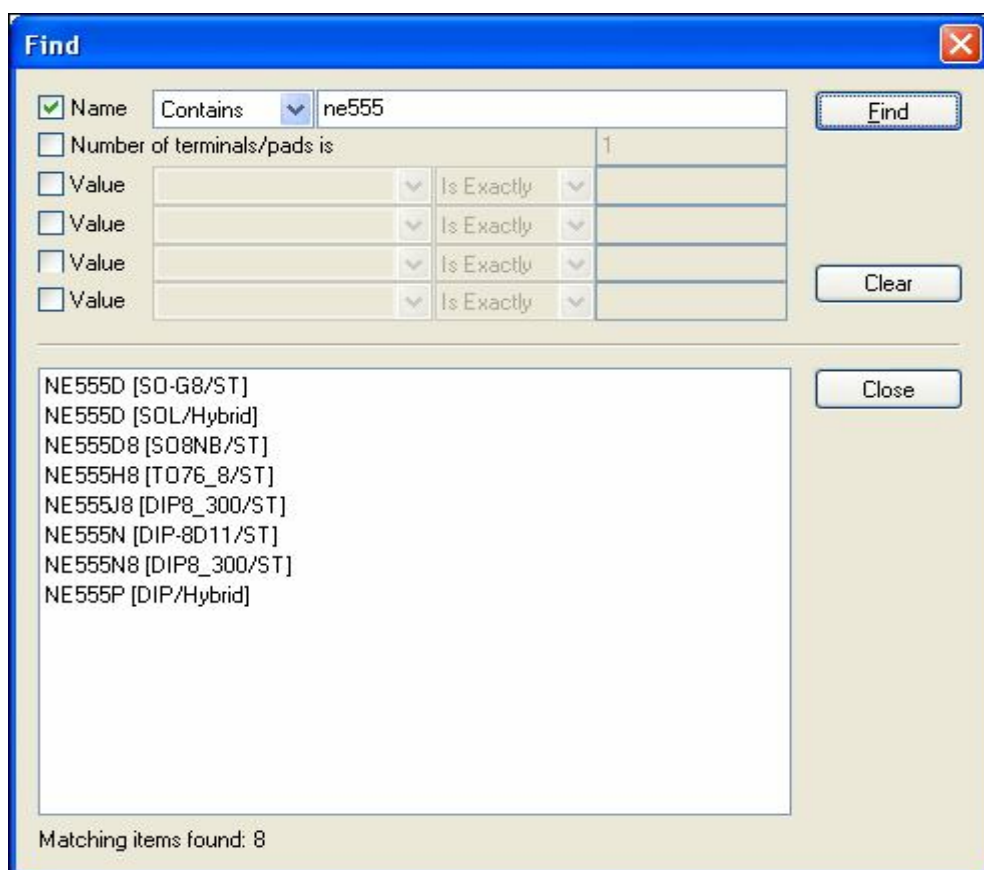 Find
Name Contains ne555 Find
Number of terminals/pads is 1
Value Is Exactly
Value Is Exactly
Value Is Exactly
Clear
Value Is Exactly
NE555D [SO-G8/ST]
Close
NE555D [SOL/Hybrid]
NE555D8 [SO8NB/ST]
NE555H8 [TO76_8/ST]
NE555J8 [DIP8_300/ST]
NE555N [DIP-8D11/ST]
NE555N8 [DIP8_300/ST]
NE555P [DIP/Hybrid]
Matching items found: 8